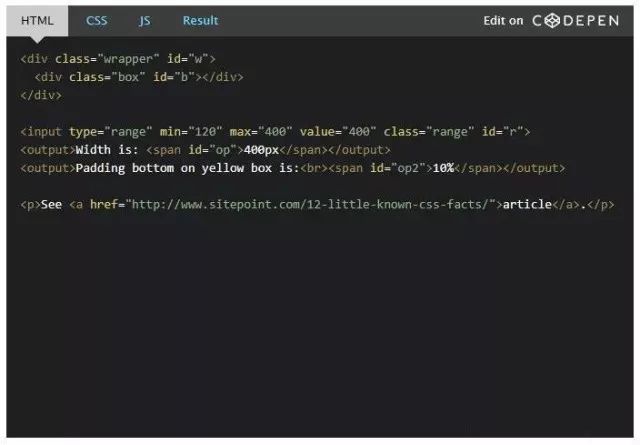 HTML CSS JS Result Edit on CODEPEN
<div class="wrapper" id="w">
  <div class="box" id="b"></div>
</div>
<input type="range" min="120" max="400" value="400" class="range" id="r">
<output>Width is: <span id="op">400px</span></output>
<output>Padding bottom on yellow box is:<br><span id="op2">10%</span></output>
<p>See <a href="http://www.sitepoint.com/12-little-known-css-facts/">article</a>.</p>